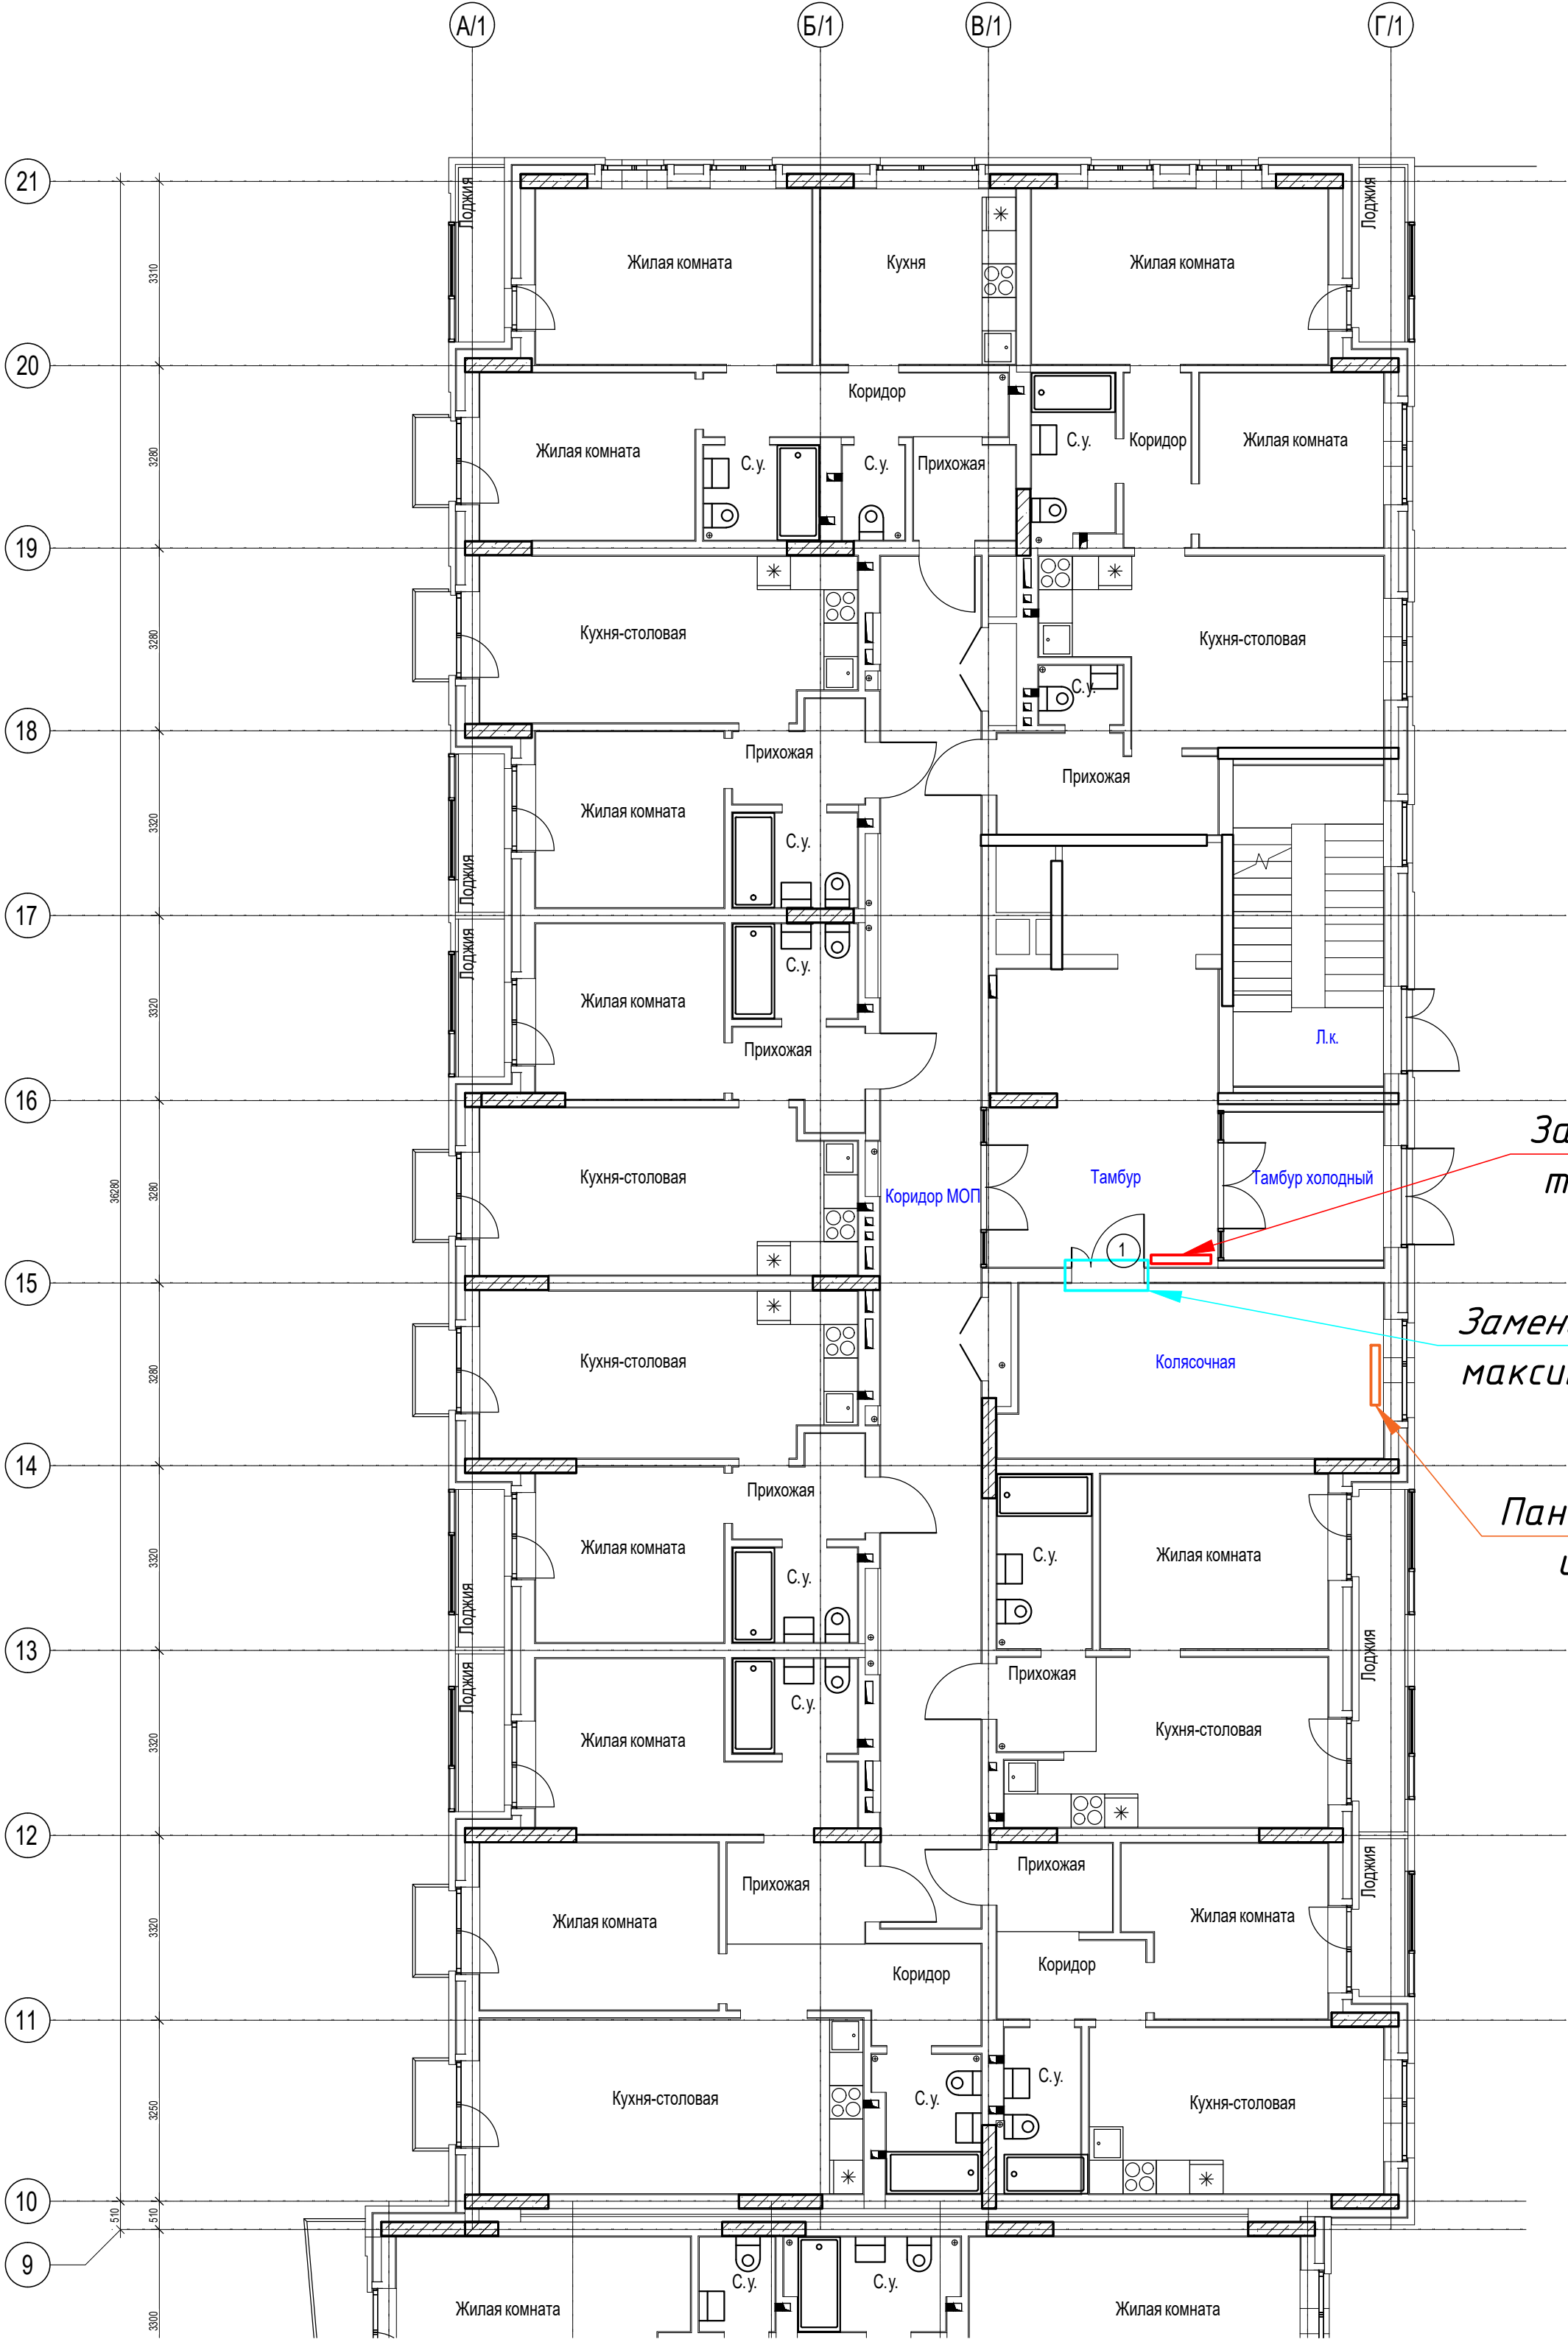 А/1 Б/1 В/1 Г/1
21
Лоджия Лоджия
3310
Жилая комната Кухня Жилая комната
20
Коридор
3280
Жилая комната С.у. С.у. Прихожая С.у. Коридор Жилая комната
19
3280
Кухня-столовая Кухня-столовая
С.у.
18
Прихожая Прихожая
3320
Жилая комната
С.у.
Лоджия
17
Лоджия
С.у.
3320
Жилая комната
Прихожая Л.к.
16
За
36280
3280
Кухня-столовая Коридор МОП Тамбур Тамбур холодный
т
1
15
Замен
3280
Кухня-столовая Колясочная
макси
14
Прихожая
Пан
3320
Жилая комната С.у. Жилая комната
С.у.
Лоджия
13
Лоджия Лоджия
Прихожая
С.у.
3320
Жилая комната Кухня-столовая
12
Прихожая Прихожая Лоджия
3320
Жилая комната Жилая комната
Коридор Коридор
11
3250
Кухня-столовая С.у. С.у. Кухня-столовая
10
510 510
9
С.у. С.у.
3300
Жилая комната Жилая комната